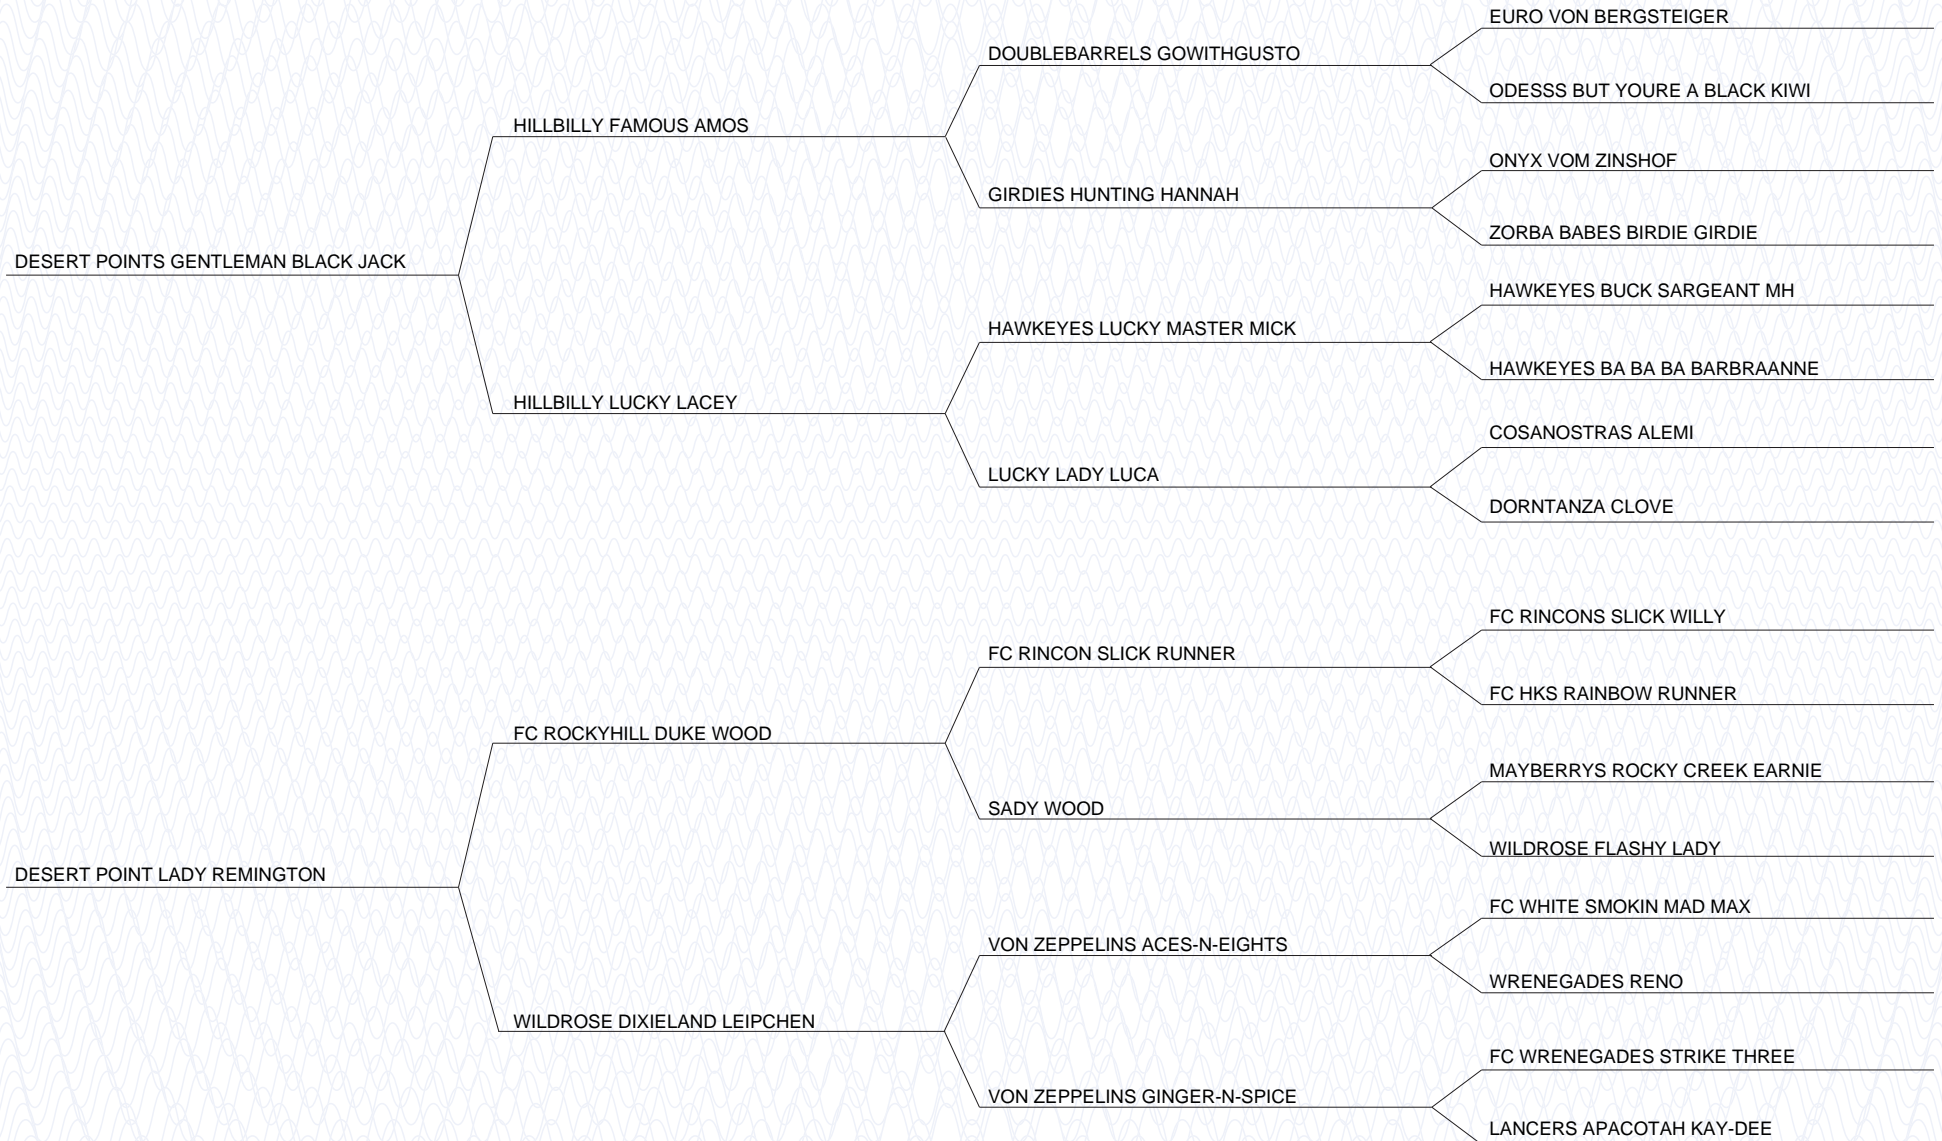 EURO VON BERGSTEIGER
DOUBLEBARRELS GOWITHGUSTO
ODESSS BUT YOURE A BLACK KIWI
HILLBILLY FAMOUS AMOS
ONYX VOM ZINSHOF
GIRDIES HUNTING HANNAH
ZORBA BABES BIRDIE GIRDIE
DESERT POINTS GENTLEMAN BLACK JACK
HAWKEYES BUCK SARGEANT MH
HAWKEYES LUCKY MASTER MICK
HAWKEYES BA BA BA BARBRAANNE
HILLBILLY LUCKY LACEY
COSANOSTRAS ALEMI
LUCKY LADY LUCA
DORNTANZA CLOVE
FC RINCONS SLICK WILLY
FC RINCON SLICK RUNNER
FC HKS RAINBOW RUNNER
FC ROCKYHILL DUKE WOOD
MAYBERRYS ROCKY CREEK EARNIE
SADY WOOD
WILDROSE FLASHY LADY
DESERT POINT LADY REMINGTON
FC WHITE SMOKIN MAD MAX
VON ZEPPELINS ACES-N-EIGHTS
WRENEGADES RENO
WILDROSE DIXIELAND LEIPCHEN
FC WRENEGADES STRIKE THREE
VON ZEPPELINS GINGER-N-SPICE
LANCERS APACOTAH KAY-DEE